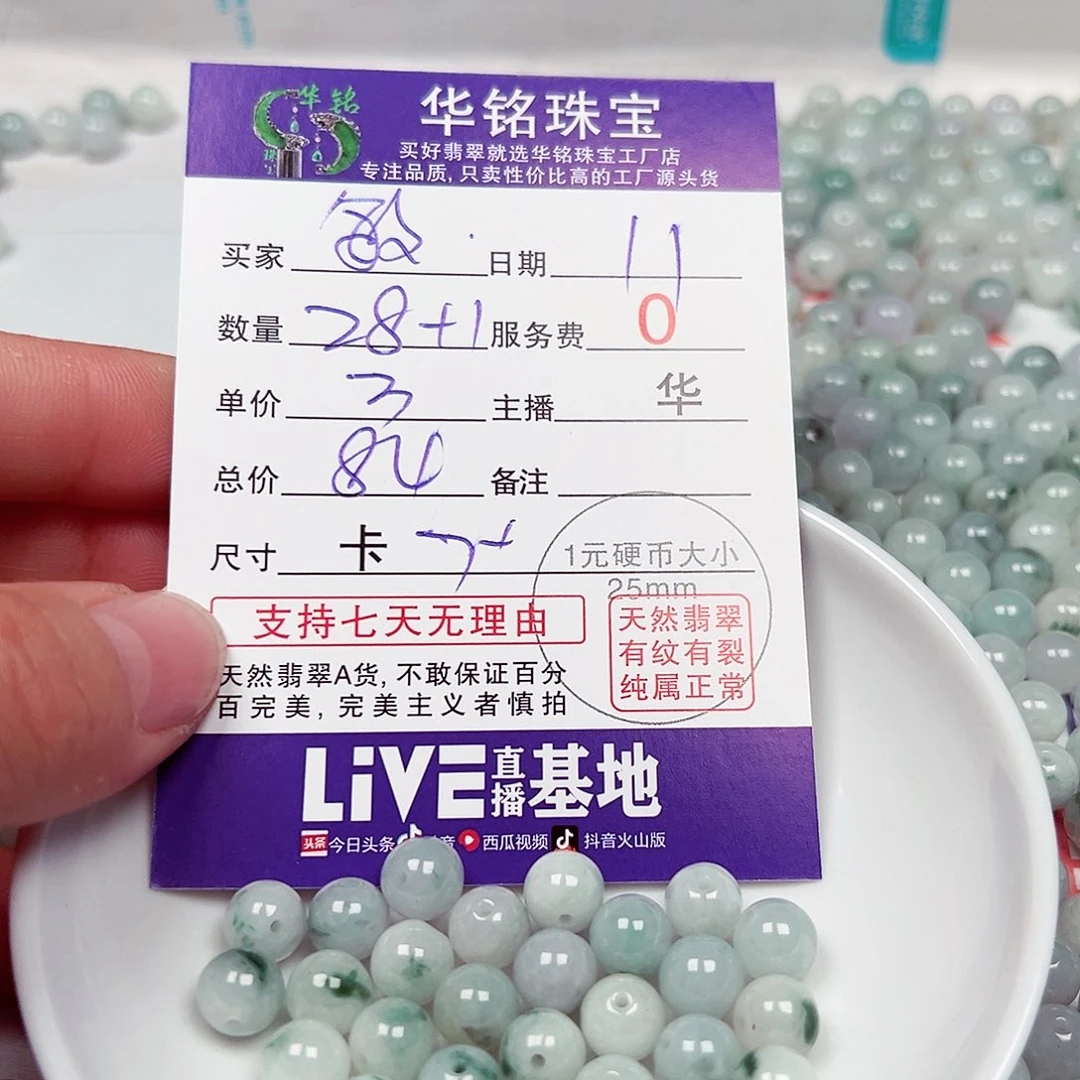 华铭
华铭珠宝
买好翡翠就选华铭珠宝工厂店
专注品质, 只卖性价比高的工厂源头货
买家 日期 11
数量 28+1 服务费 0
单价 3 主播 华
总价 84 备注
尺寸 卡 7+
1元硬币大小
25mm
支持七天无理由
天然翡翠
有纹有裂
纯属正常
天然翡翠A货, 不敢保证百分
百完美, 完美主义者慎拍
LiVE直播基地
头条 今日头条 音 西瓜视频 抖音火山版